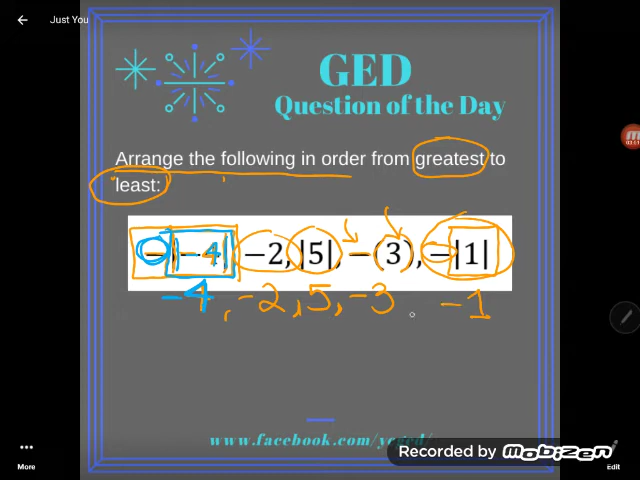 Just You
GED
Question of the Day
Arrange the following in order from greatest to
least:
−|−4| −2, |5|, −(3), −|1|
-4, -2, 5, -3 . -1
www.facebook.com/ycged/
Recorded by MOBIZEN
More
Edit